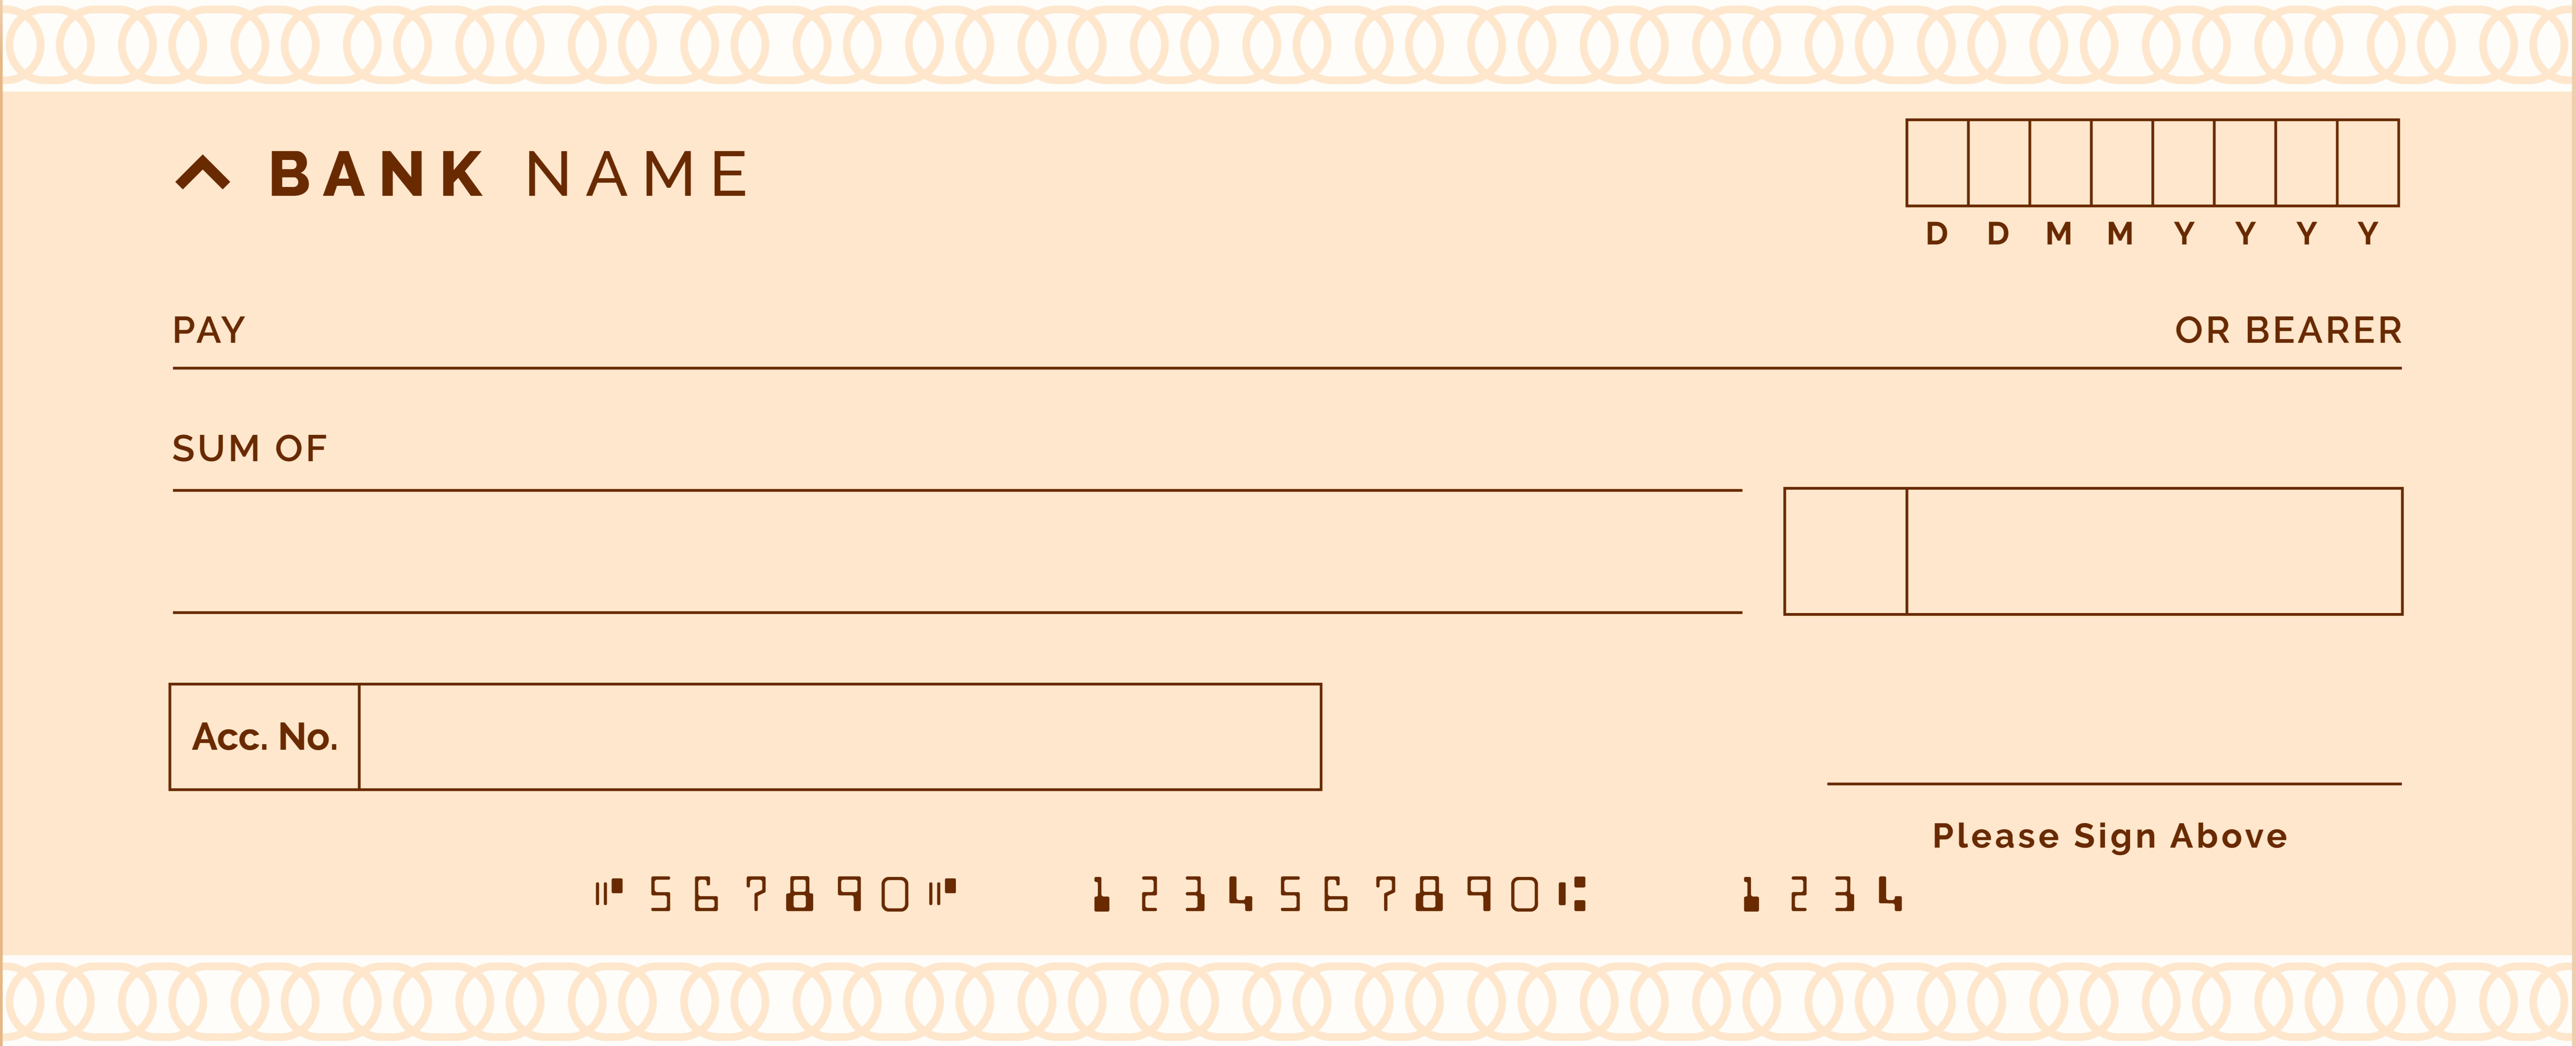 BANK NAME
D D M M Y Y Y Y
PAY OR BEARER
SUM OF
Acc. No.
Please Sign Above
⑈567890⑈ 1234567890⑆ 1234